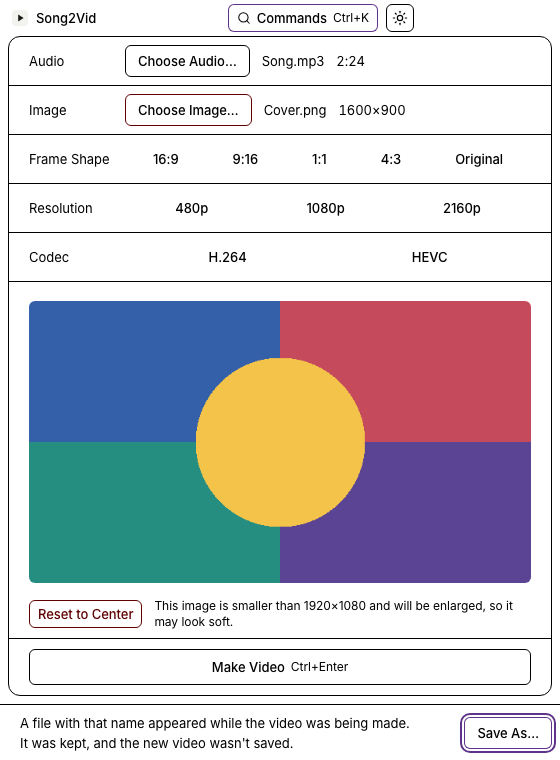 Song2Vid Commands Ctrl+K
Audio Choose Audio... Song.mp3 2:24
Image Choose Image... Cover.png 1600×900
Frame Shape 16:9 9:16 1:1 4:3 Original
Resolution 480p 1080p 2160p
Codec H.264 HEVC
Reset to Center
This image is smaller than 1920×1080 and will be enlarged, so it
may look soft.
Make Video Ctrl+Enter
A file with that name appeared while the video was being made.
It was kept, and the new video wasn't saved.
Save As...